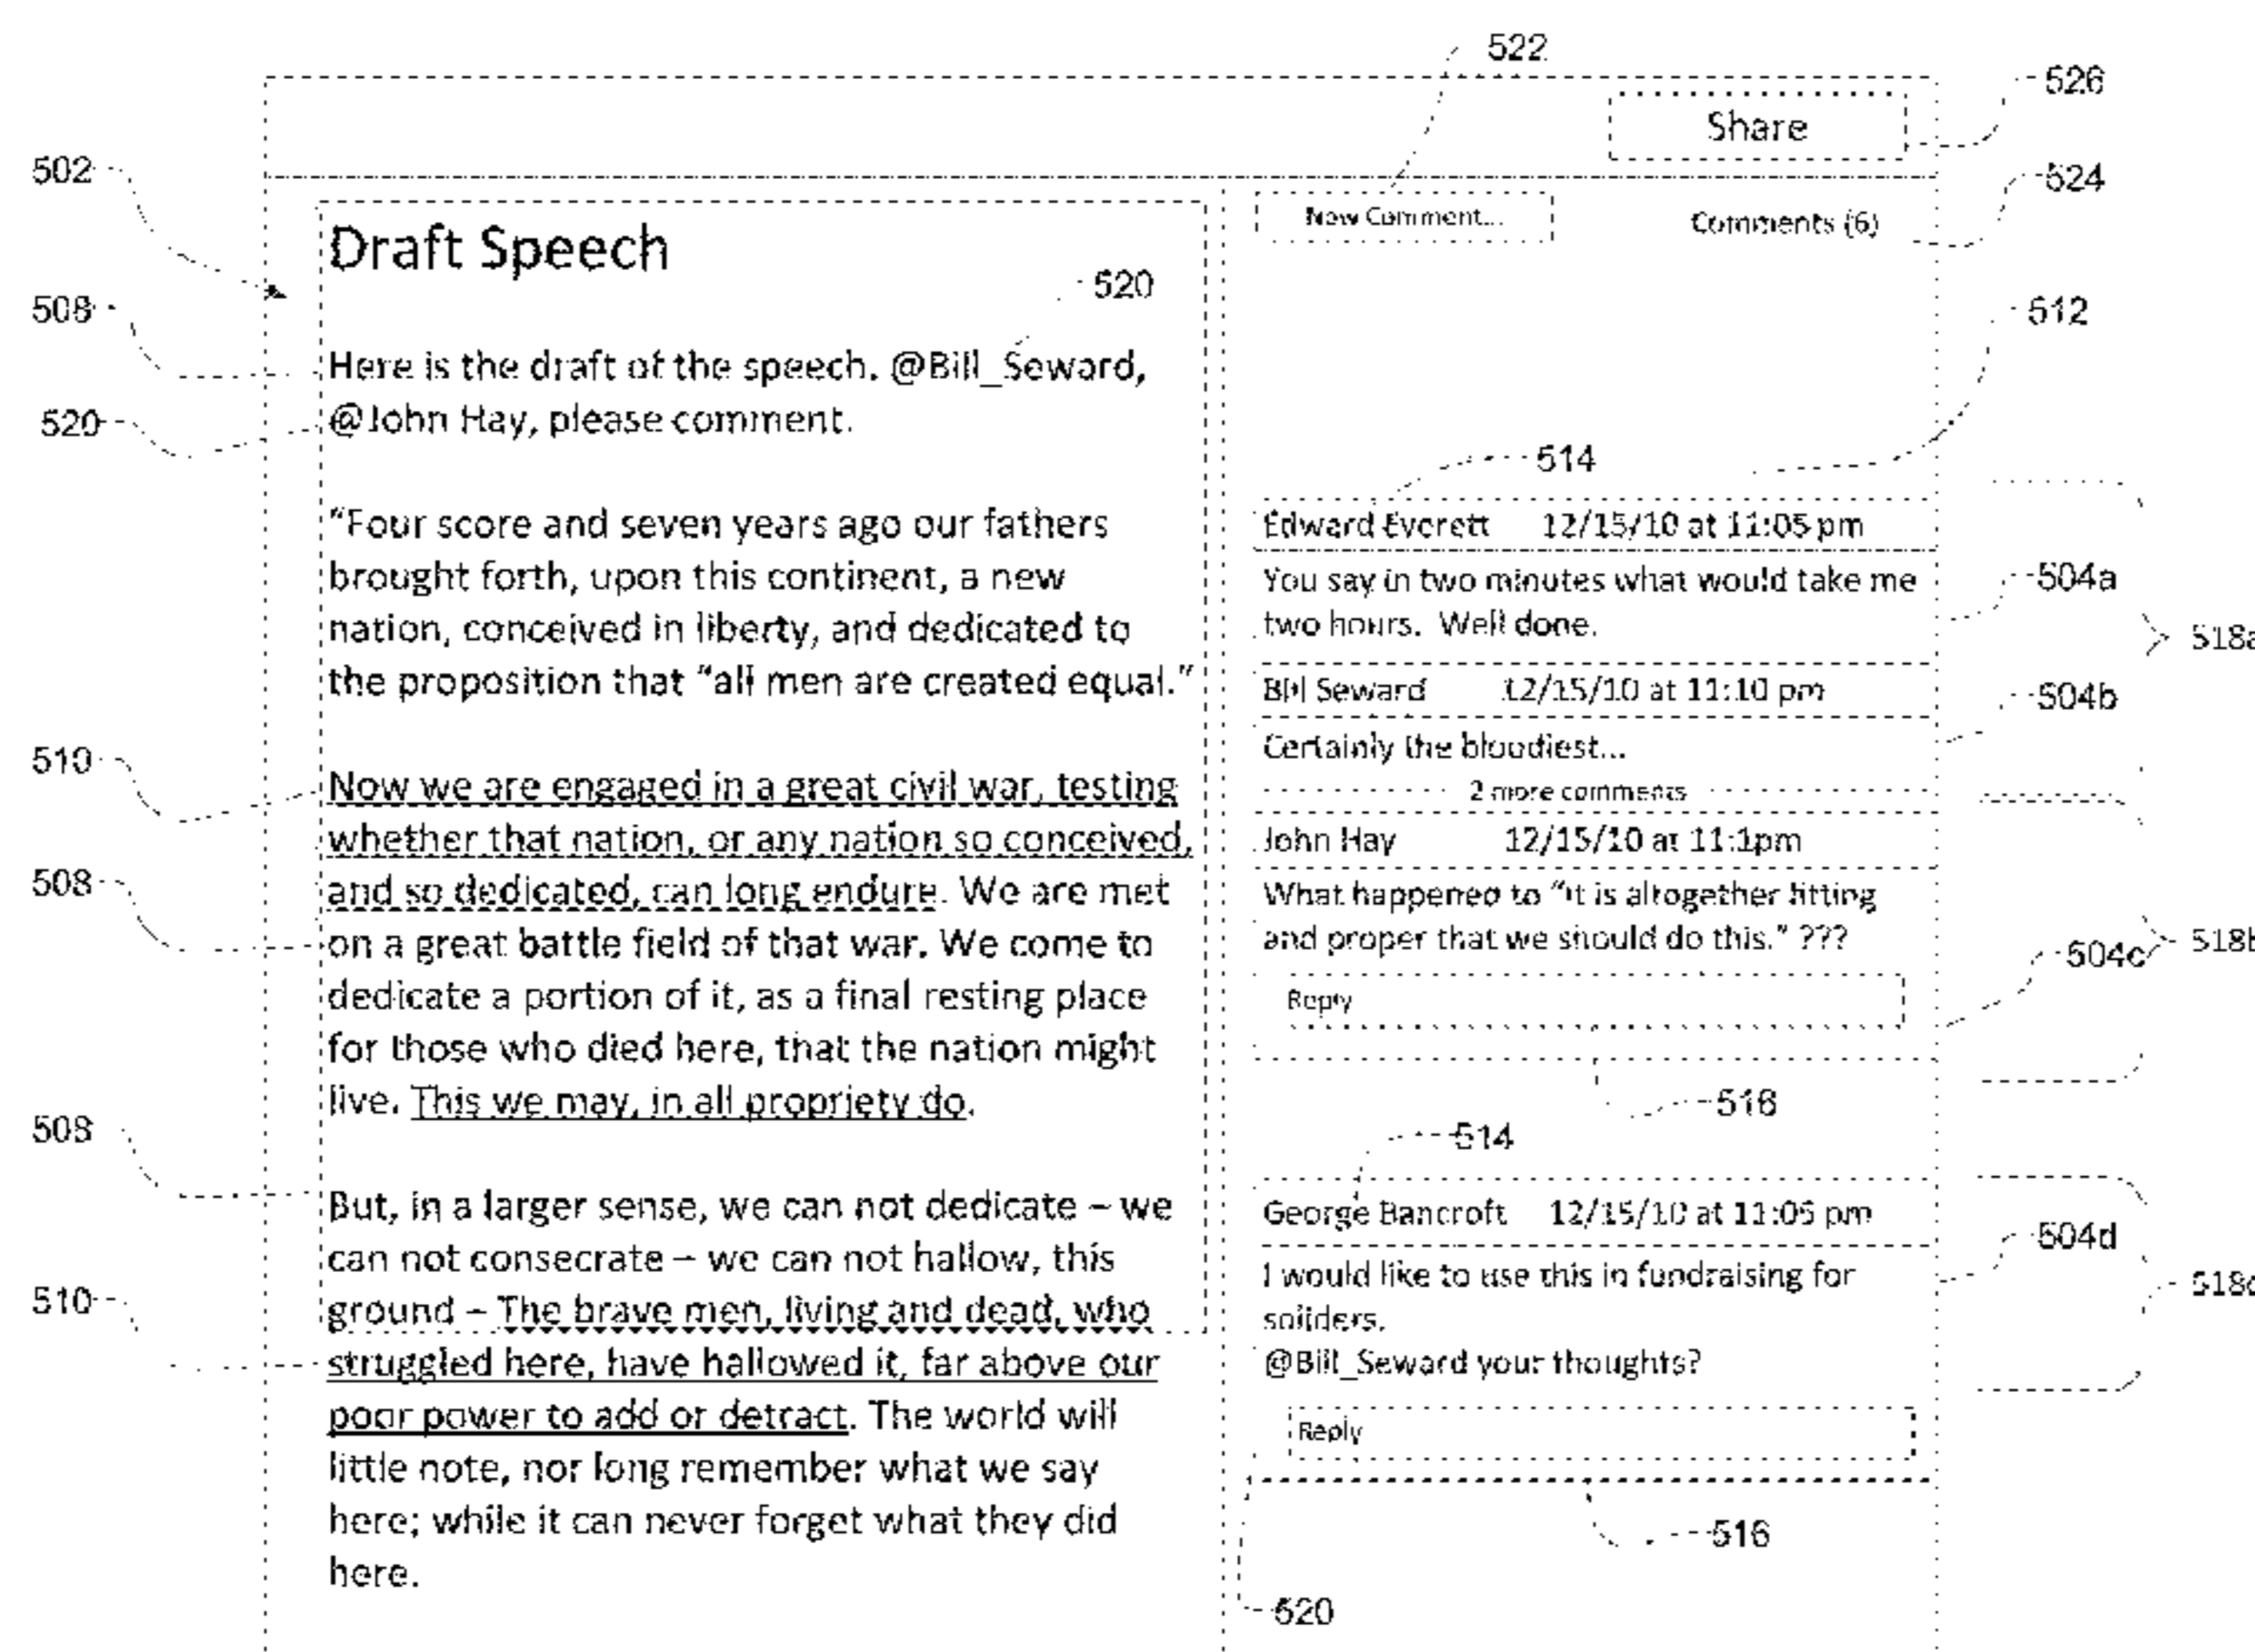 522
526
Share
502
524
New Comment...
Comments (6)
Draft Speech
520
508
512
Here is the draft of the speech. @Bill_Seward,
520
@John Hay, please comment.
514
"Four score and seven years ago our fathers
brought forth, upon this continent, a new
nation, conceived in liberty, and dedicated to
the proposition that "all men are created equal."
Edward Everett 12/15/10 at 11:05 pm
You say in two minutes what would take me
two hours. Well done.
504a
518a
Bill Seward 12/15/10 at 11:10 pm
504b
Certainly the bloodiest...
2 more comments
510
Now we are engaged in a great civil war, testing
whether that nation, or any nation so conceived,
and so dedicated, can long endure. We are met
508
on a great battle field of that war. We come to
dedicate a portion of it, as a final resting place
for those who died here, that the nation might
live. This we may, in all propriety do.
John Hay 12/15/10 at 11:1pm
What happened to "it is altogether fitting
and proper that we should do this." ???
504c
518b
Reply
516
508
514
But, in a larger sense, we can not dedicate – we
can not consecrate – we can not hallow, this
510
ground – The brave men, living and dead, who
struggled here, have hallowed it, far above our
poor power to add or detract. The world will
little note, nor long remember what we say
here; while it can never forget what they did
here.
George Bancroft 12/15/10 at 11:05 pm
504d
I would like to use this in fundraising for
soliders.
518c
@Bill_Seward your thoughts?
Reply
516
520